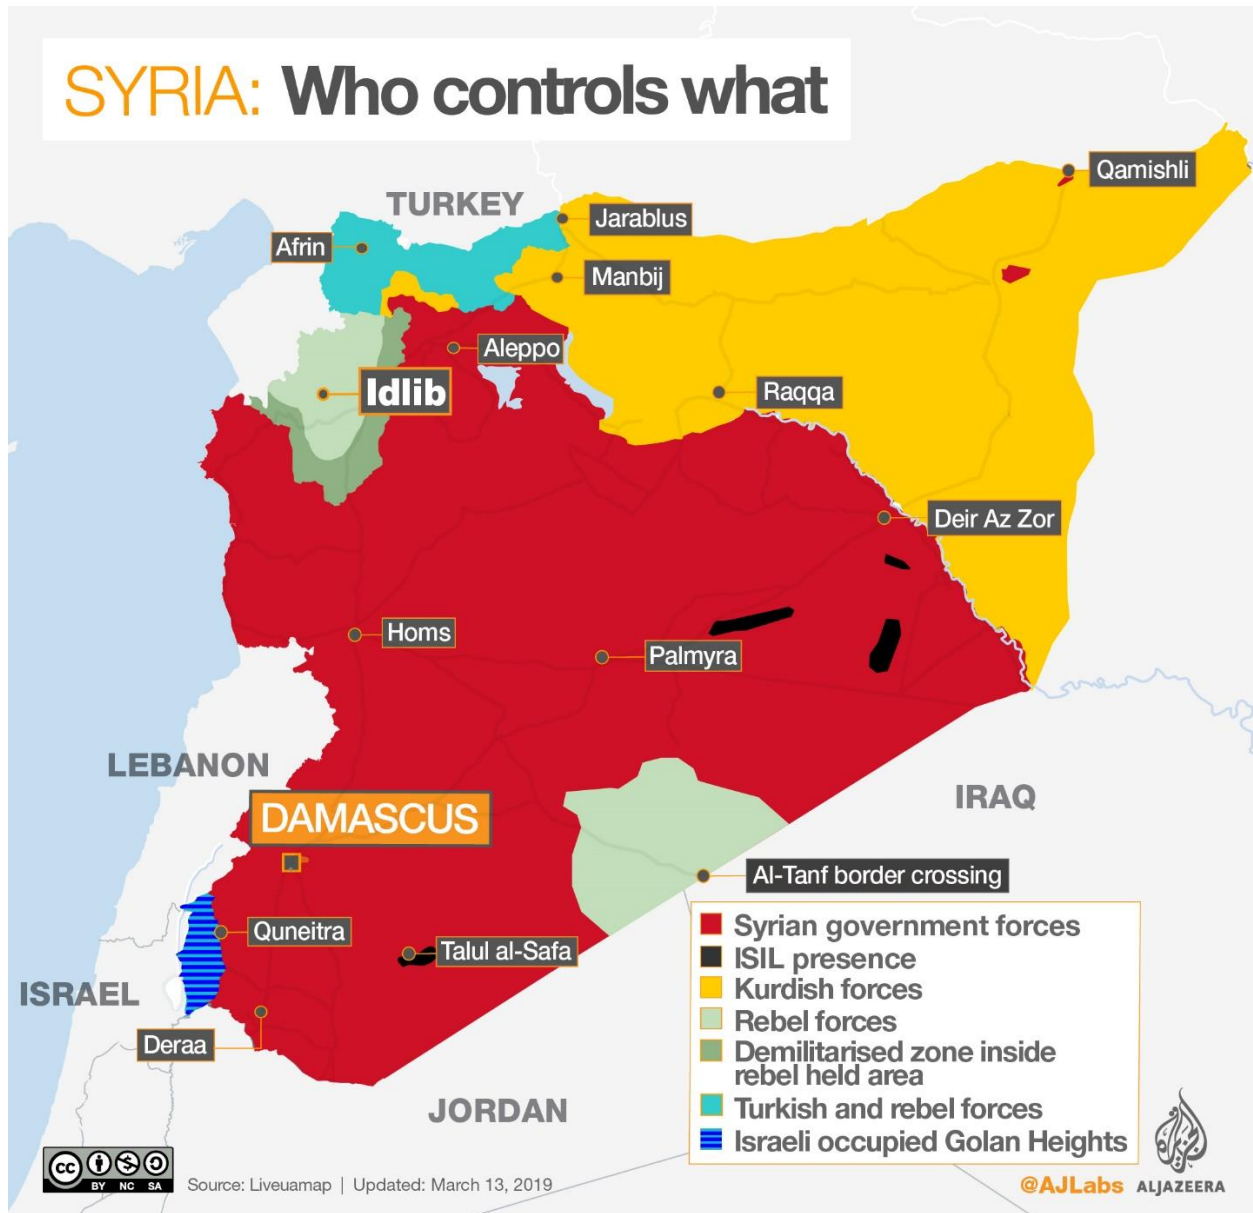 SYRIA: Who controls what
TURKEY
Qamishli
Jarablus
Afrin
Manbij
Aleppo
Idlib
Raqqa
Deir Az Zor
Homs
Palmyra
LEBANON
IRAQ
DAMASCUS
Al-Tanf border crossing
Quneitra
Talul al-Safa
ISRAEL
Deraa
JORDAN
Syrian government forces
ISIL presence
Kurdish forces
Rebel forces
Demilitarised zone inside
rebel held area
Turkish and rebel forces
Israeli occupied Golan Heights
cc
BY NC SA
Source: Liveuamap | Updated: March 13, 2019
@AJLabs ALJAZEERA